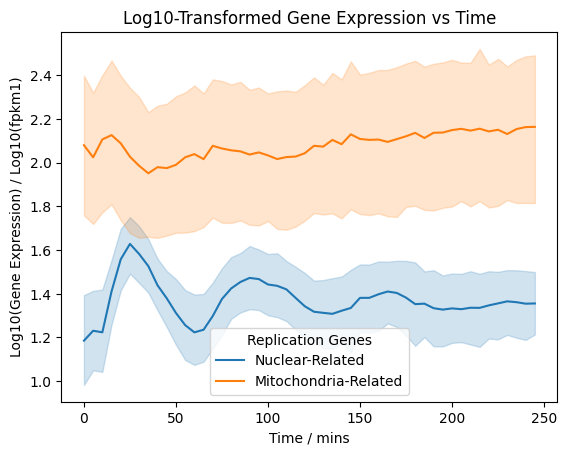 Log10-Transformed Gene Expression vs Time
Log10(Gene Expression) / Log10(fpkm1)
2.4
2.2
2.0
1.8
1.6
1.4
1.2
1.0
Replication Genes
Nuclear-Related
Mitochondria-Related
0 50 100 150 200 250
Time / mins